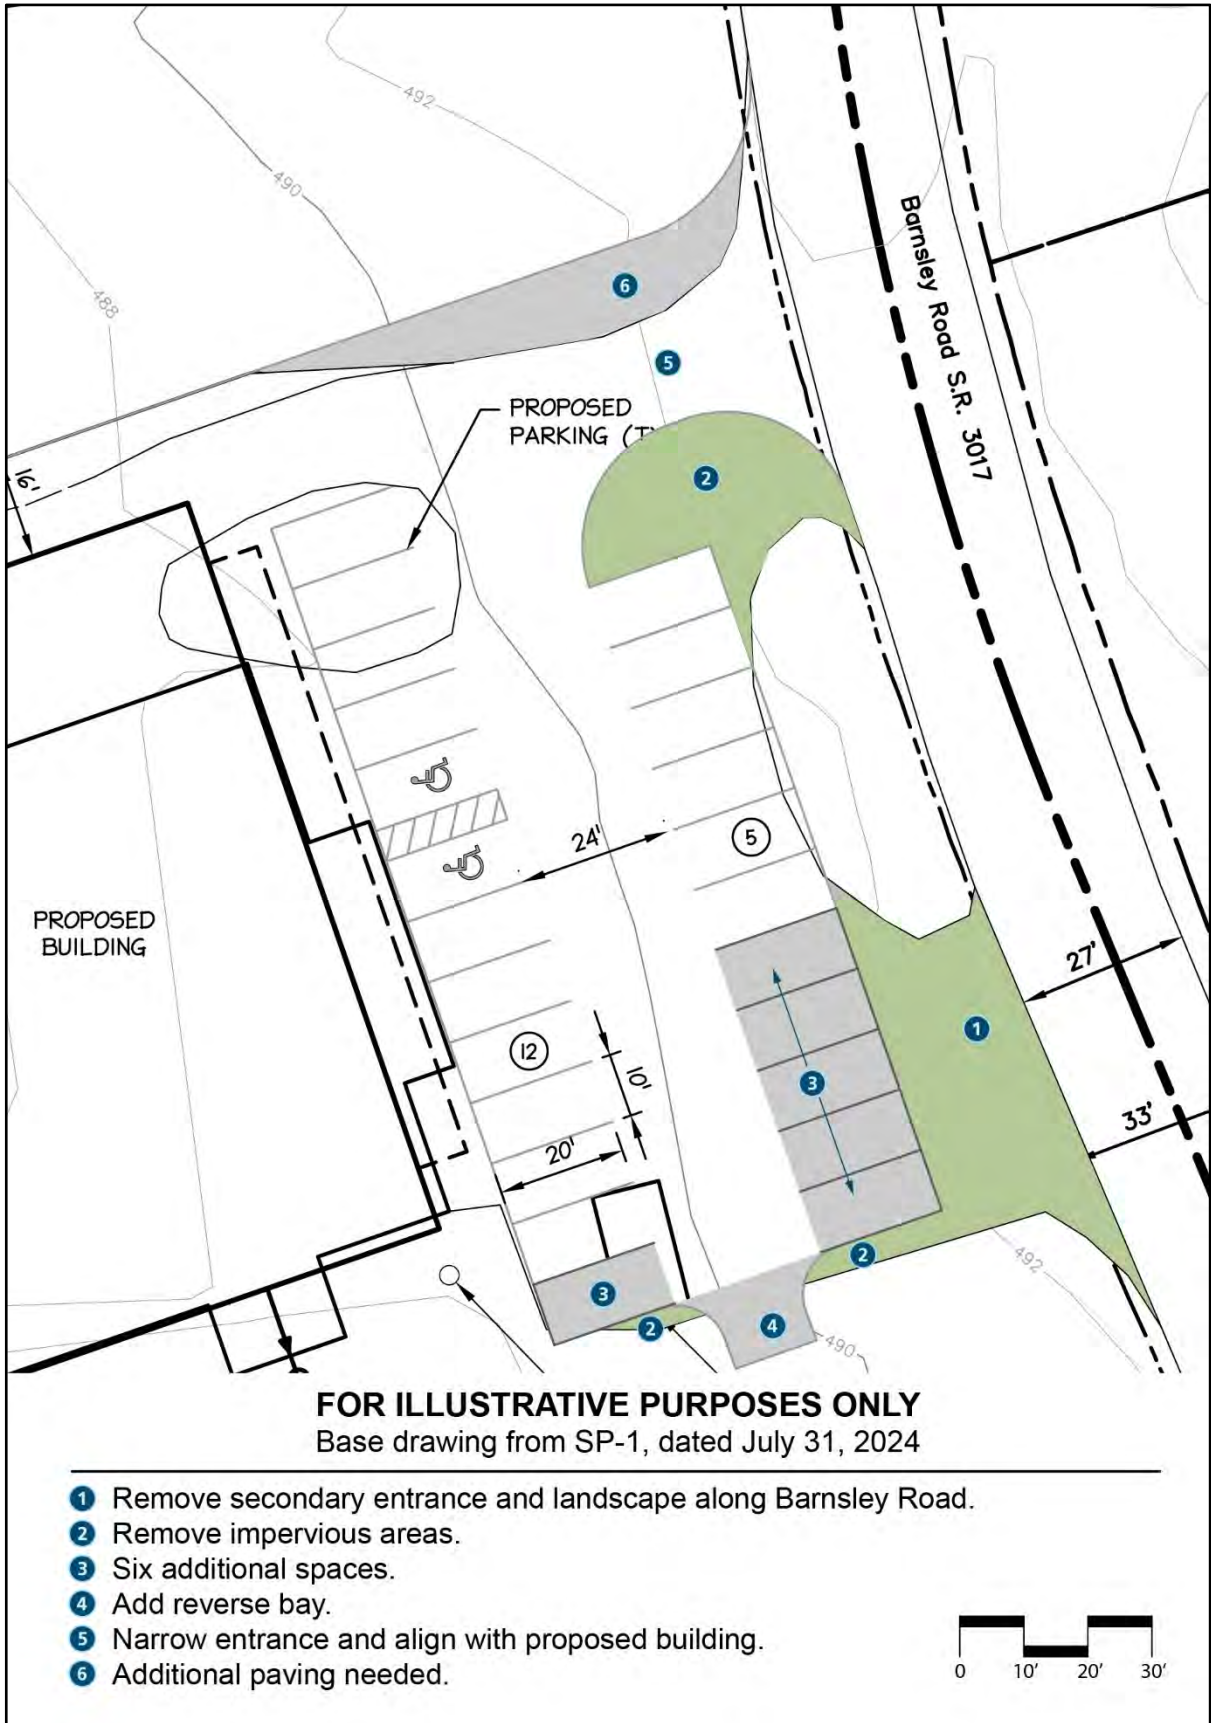 492
490
488
Barnsley Road S.R. 3017
6
5
PROPOSED
PARKING (T
16'
2
24'
5
PROPOSED
BUILDING
27'
1
12
10'
3
33'
20'
2
492
3
2
4
490
FOR ILLUSTRATIVE PURPOSES ONLY
Base drawing from SP-1, dated July 31, 2024
1 Remove secondary entrance and landscape along Barnsley Road.
2 Remove impervious areas.
3 Six additional spaces.
4 Add reverse bay.
5 Narrow entrance and align with proposed building.
6 Additional paving needed.
0 10' 20' 30'